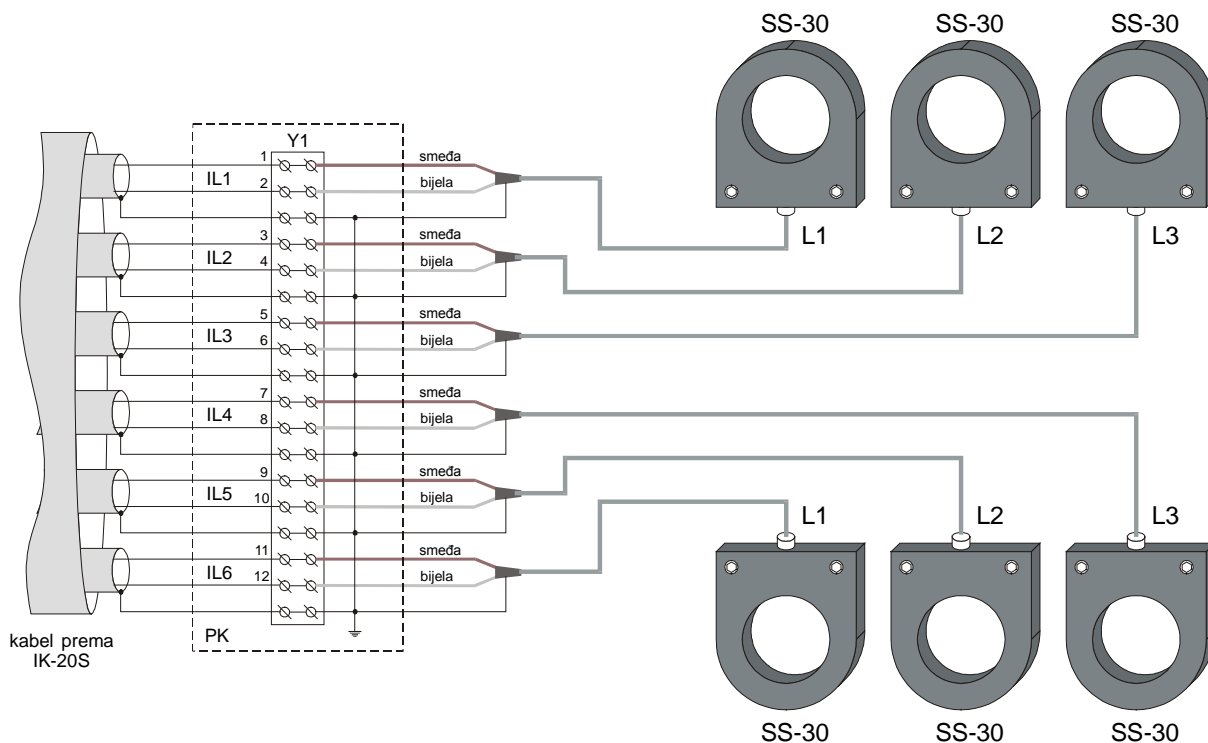 SS-30 SS-30 SS-30
Y1
1 smeđa
IL1
2 bijela
L1 L2 L3
3 smeđa
IL2
4 bijela
5 smeđa
IL3
6 bijela
7 smeđa
IL4
8 bijela
9 smeđa
IL5
10 bijela
L1 L2 L3
11 smeđa
IL6
12 bijela
PK
kabel prema
IK-20S
SS-30 SS-30 SS-30